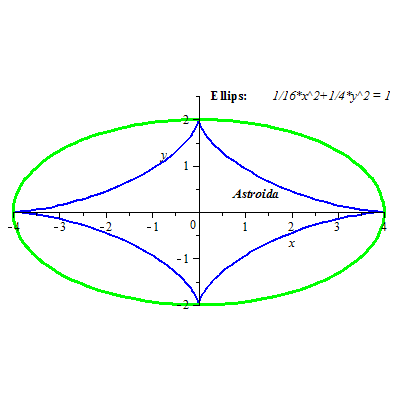 Ellips: 1/16*x^2+1/4*y^2 = 1
2
y
1
Astroida
-4 -3 -2 -1 0 1 2 3 4
x
-1
-2